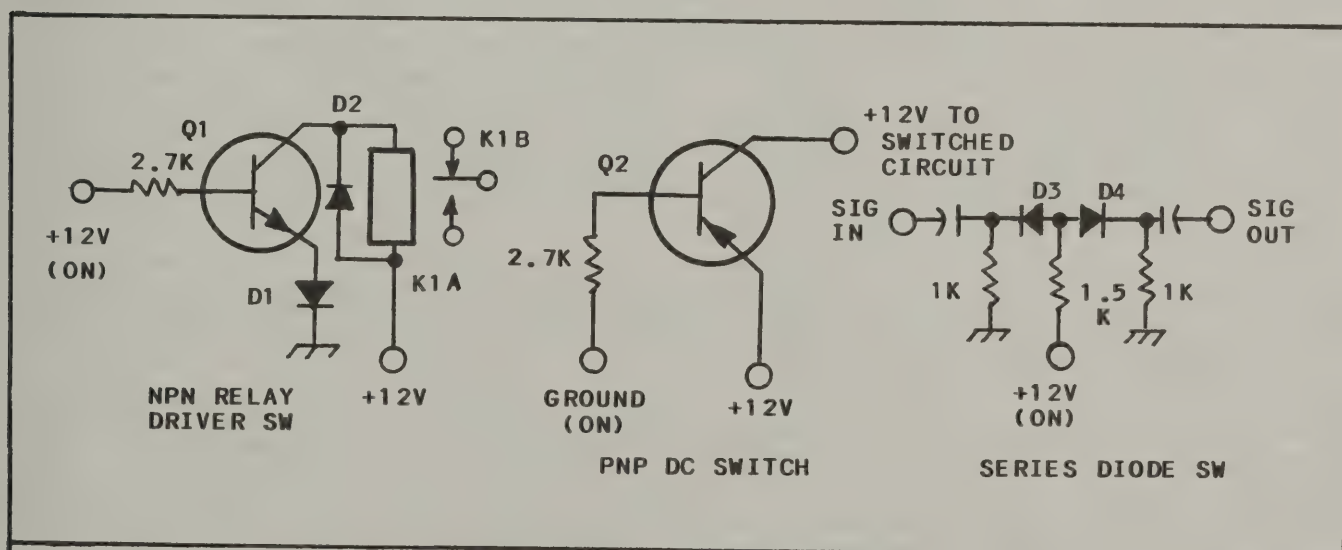 Q1
2.7K
+12V
(ON)
D1
D2
K1B
K1A
+12V
NPN RELAY
DRIVER SW
Q2
2.7K
GROUND
(ON)
+12V TO
SWITCHED
CIRCUIT
+12V
PNP DC SWITCH
SIG
IN
D3
D4
SIG
OUT
1K
1.5
K
1K
+12V
(ON)
SERIES DIODE SW